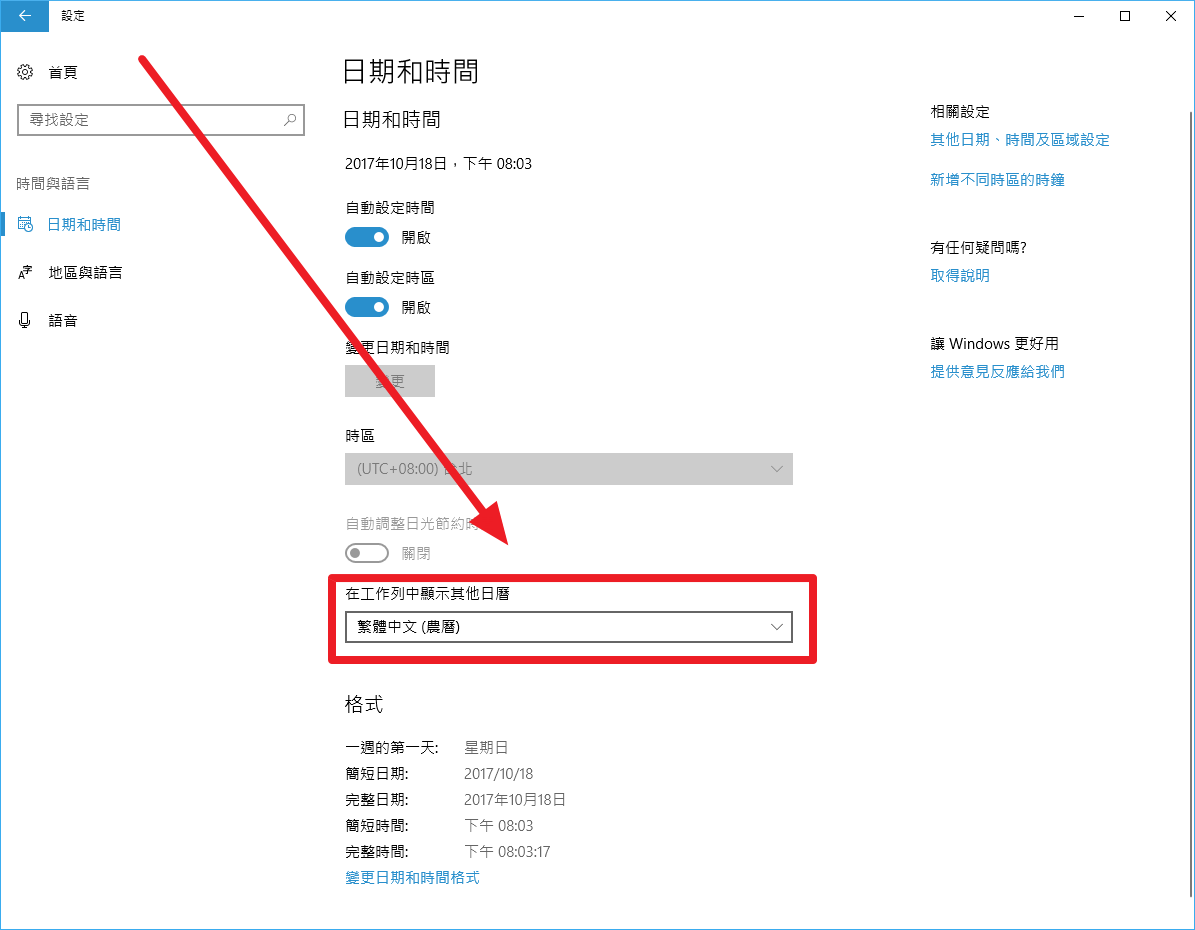 設定
首頁
尋找設定
時間與語言
日期和時間
地區與語言
語音
日期和時間
日期和時間
2017年10月18日，下午 08:03
自動設定時間
開啟
自動設定時區
開啟
變更日期和時間
變更
時區
(UTC+08:00) 台北
自動調整日光節約時
關閉
在工作列中顯示其他日曆
繁體中文 (農曆)
格式
一週的第一天: 星期日
簡短日期: 2017/10/18
完整日期: 2017年10月18日
簡短時間: 下午 08:03
完整時間: 下午 08:03:17
變更日期和時間格式
相關設定
其他日期、時間及區域設定
新增不同時區的時鐘
有任何疑問嗎?
取得說明
讓 Windows 更好用
提供意見反應給我們